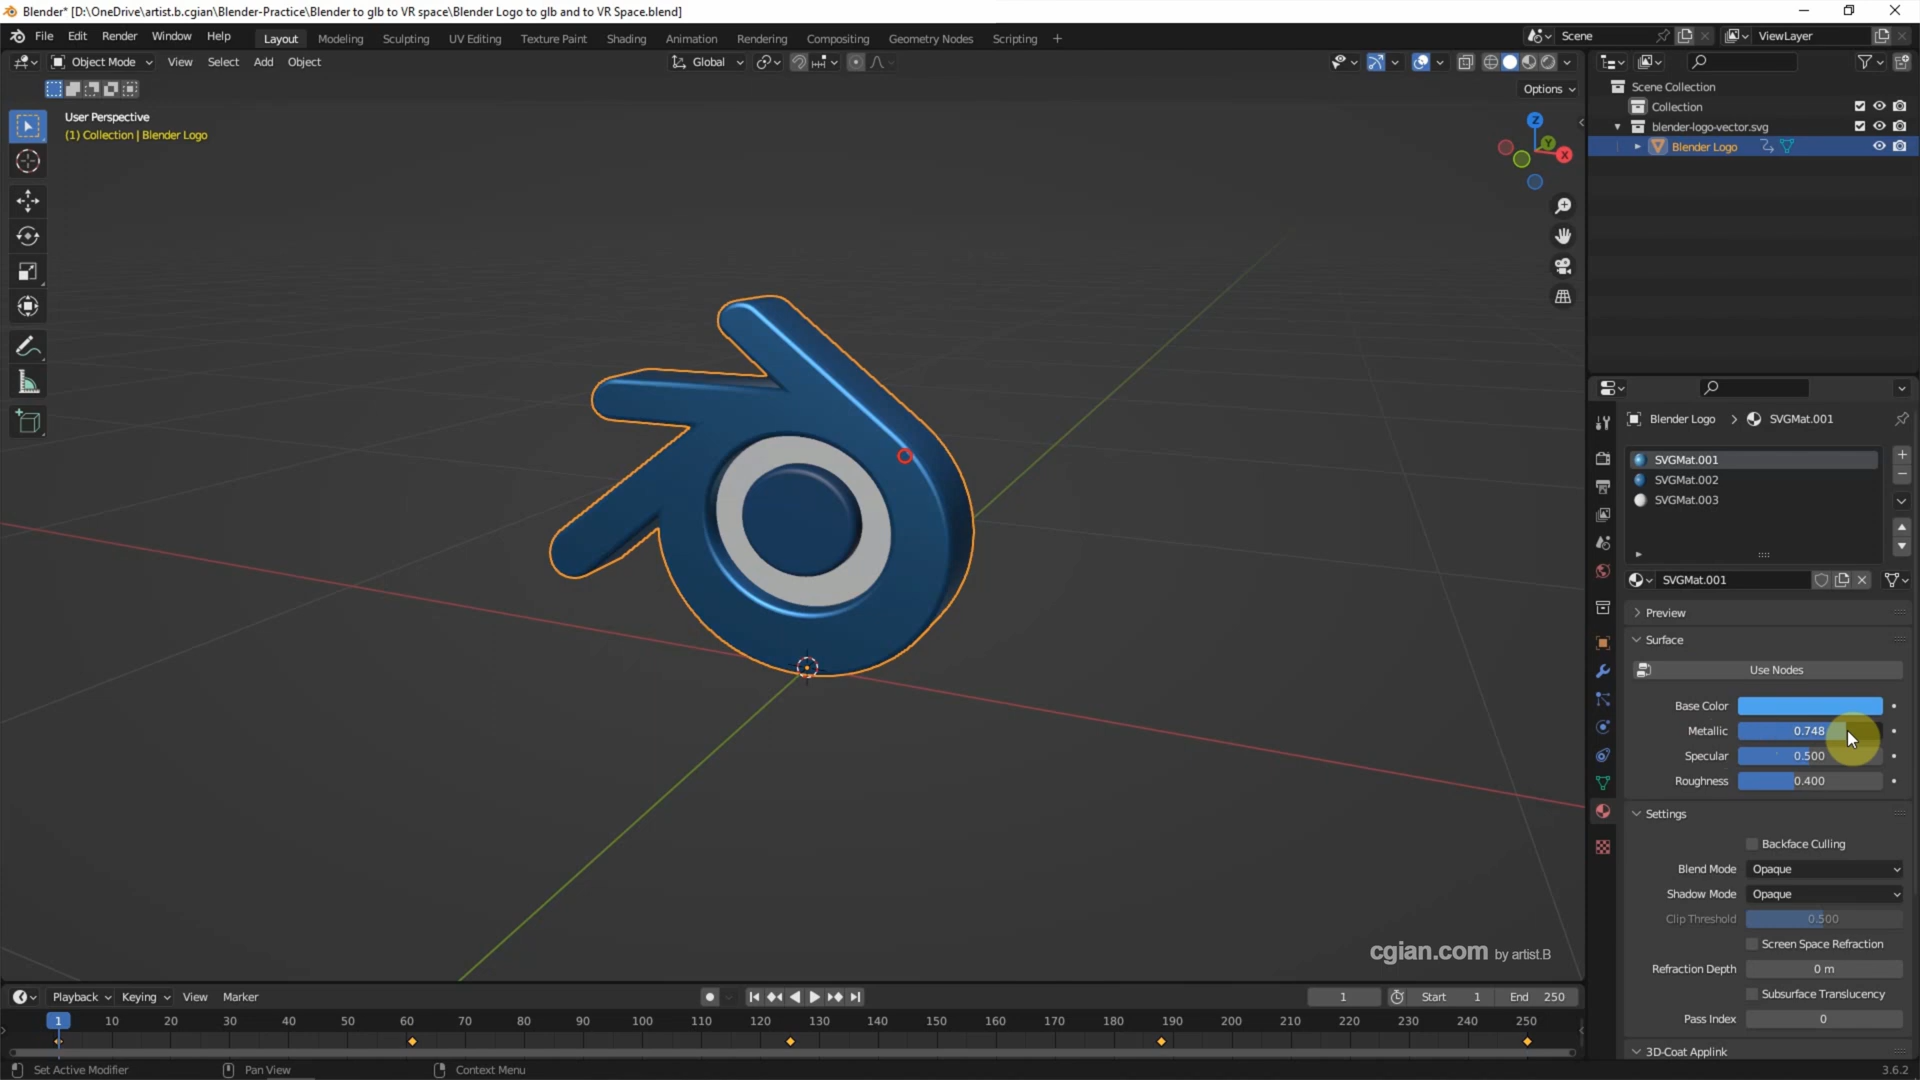 Blender* [D:\OneDrive\artist.b.cgian\Blender-Practice\Blender to glb to VR space\Blender Logo to glb and to VR Space.blend]
File Edit Render Window Help Layout Modeling Sculpting UV Editing Texture Paint Shading Animation Rendering Compositing Geometry Nodes Scripting + Scene ViewLayer
Object Mode View Select Add Object Global
Options
User Perspective
(1) Collection | Blender Logo
Z
Y
X
Scene Collection
Collection
blender-logo-vector.svg
Blender Logo
Blender Logo > SVGMat.001
SVGMat.001
SVGMat.002
SVGMat.003
SVGMat.001
Preview
Surface
Use Nodes
Base Color
Metallic 0.748
Specular 0.500
Roughness 0.400
Settings
Backface Culling
Blend Mode Opaque
Shadow Mode Opaque
Clip Threshold 0.500
Screen Space Refraction
Refraction Depth 0 m
Subsurface Translucency
Pass Index 0
3D-Coat Applink
cgian.com by artist.B
Playback Keying View Marker 1 Start 1 End 250
1 10 20 30 40 50 60 70 80 90 100 110 120 130 140 150 160 170 180 190 200 210 220 230 240 250
Set Active Modifier Pan View Context Menu 3.6.2